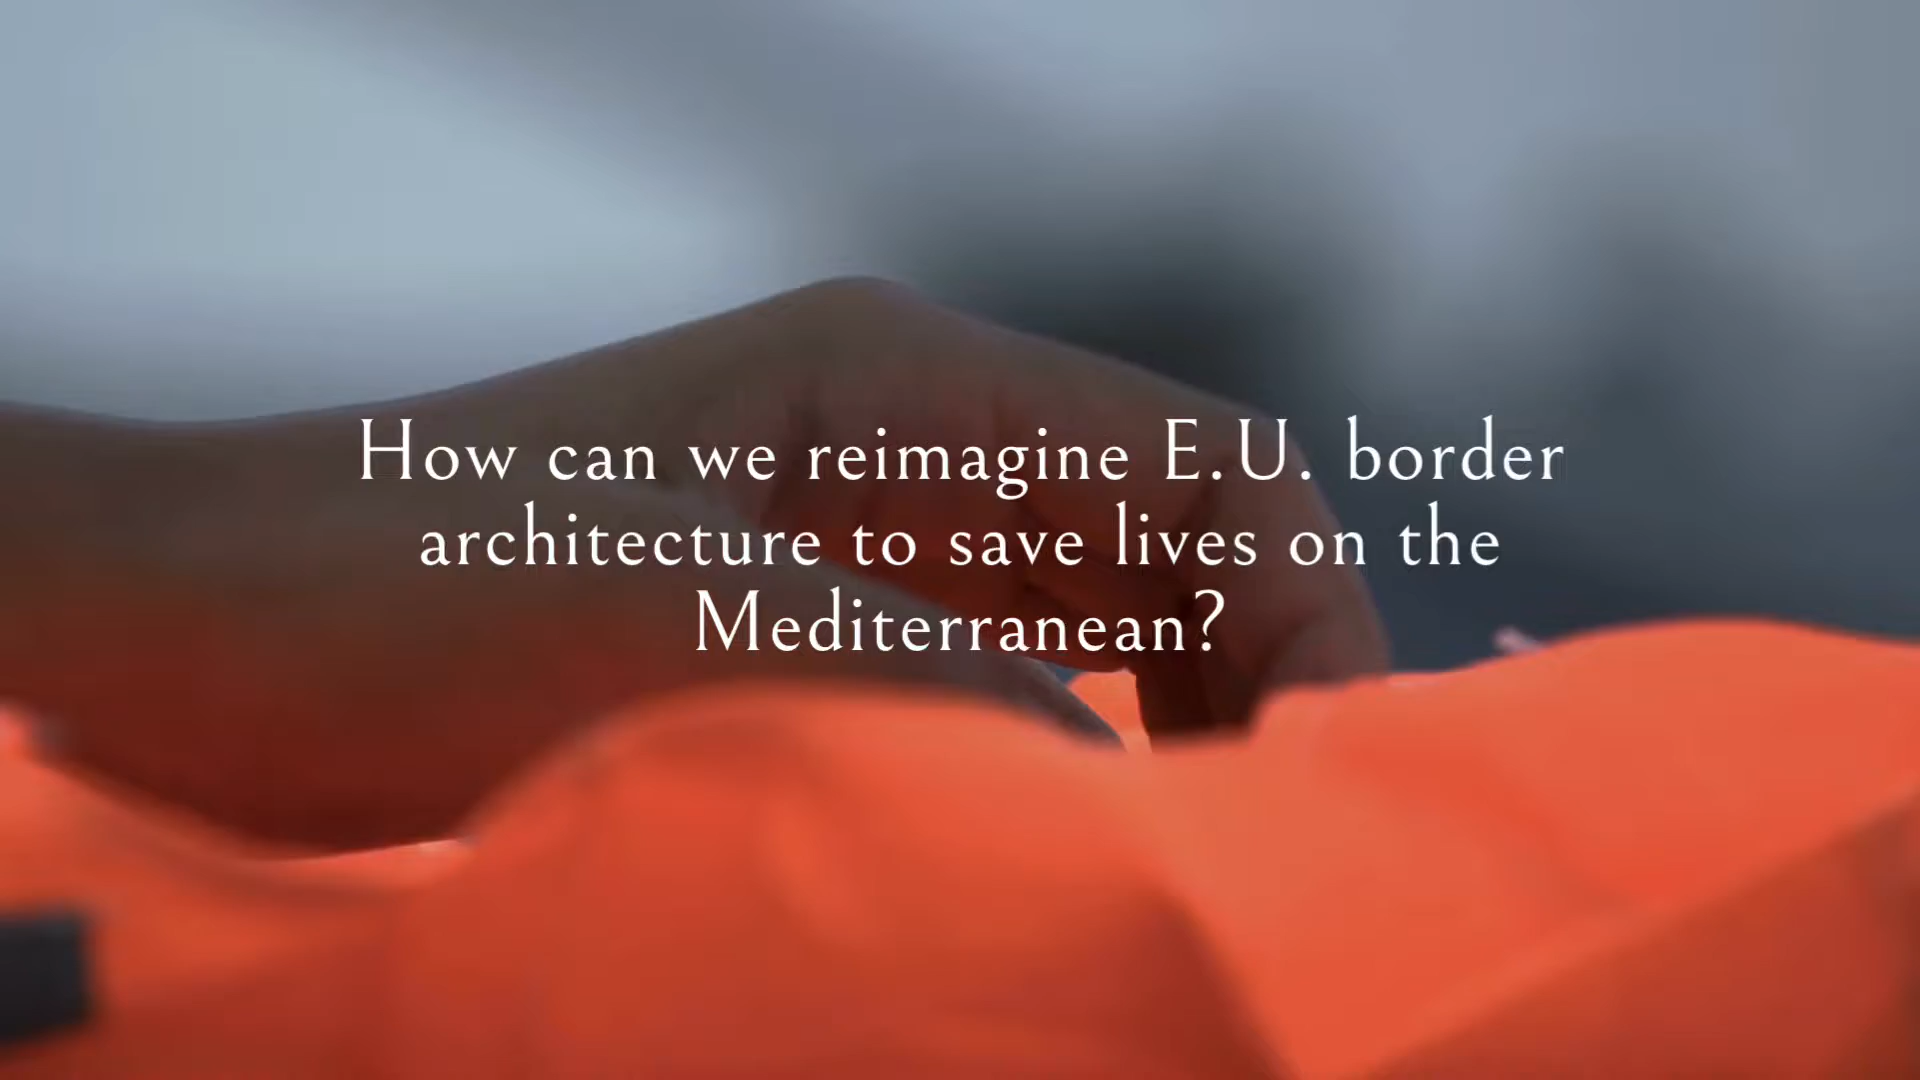 How can we reimagine E.U. border
architecture to save lives on the
Mediterranean?